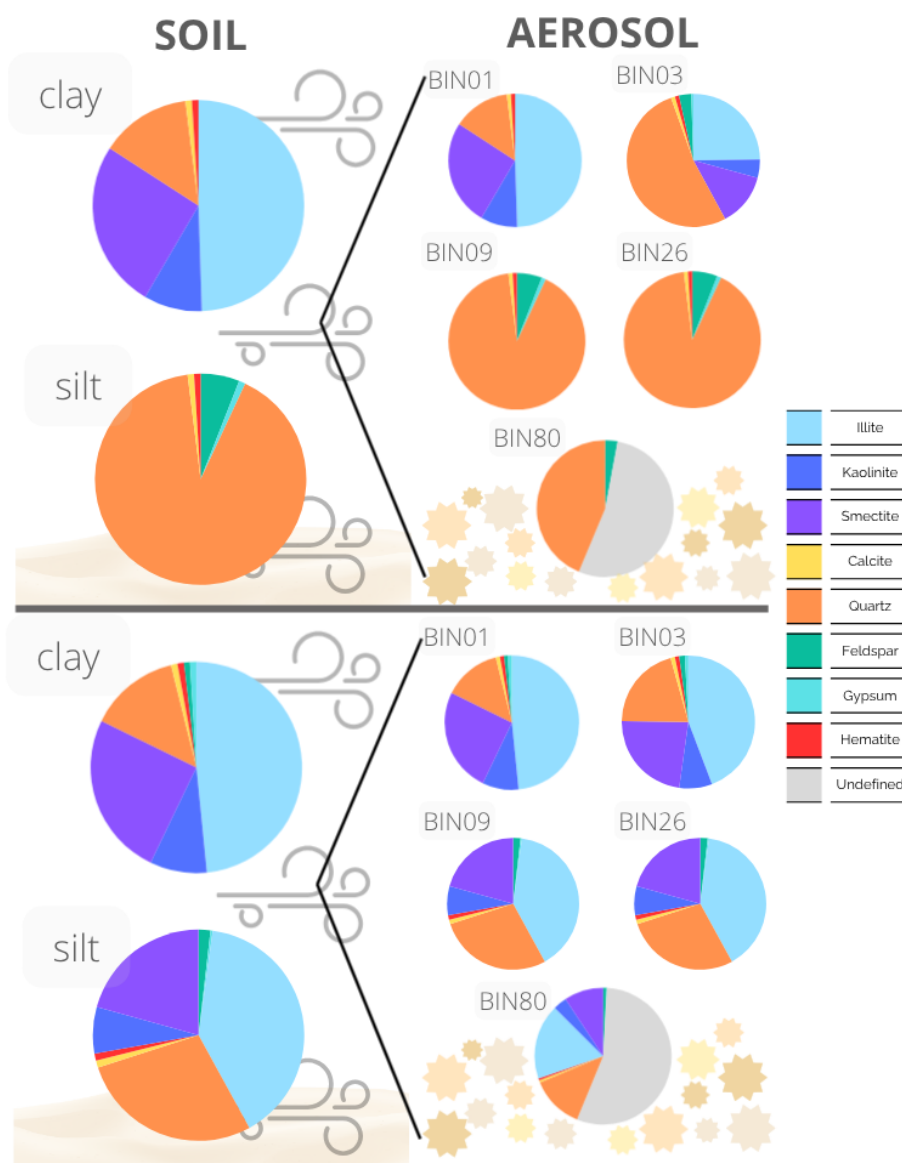 SOIL
AEROSOL
clay
BIN01
BIN03
BIN09
BIN26
silt
BIN80
clay
BIN01
BIN03
BIN09
BIN26
silt
BIN80
Illite
Kaolinite
Smectite
Calcite
Quartz
Feldspar
Gypsum
Hematite
Undefined